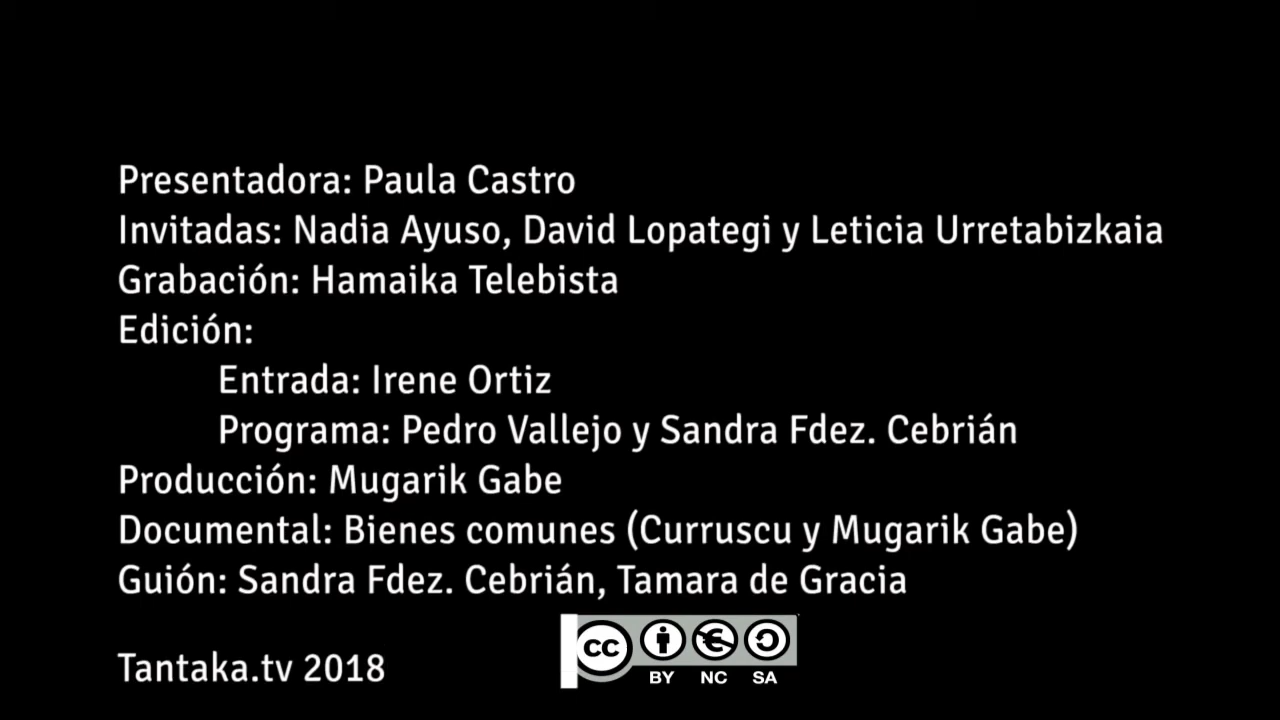 Presentadora: Paula Castro
Invitadas: Nadia Ayuso, David Lopategi y Leticia Urretabizkaia
Grabación: Hamaika Telebista
Edición:
Entrada: Irene Ortiz
Programa: Pedro Vallejo y Sandra Fdez. Cebrián
Producción: Mugarik Gabe
Documental: Bienes comunes (Curruscu y Mugarik Gabe)
Guión: Sandra Fdez. Cebrián, Tamara de Gracia
Tantaka.tv 2018
cc
BY NC SA